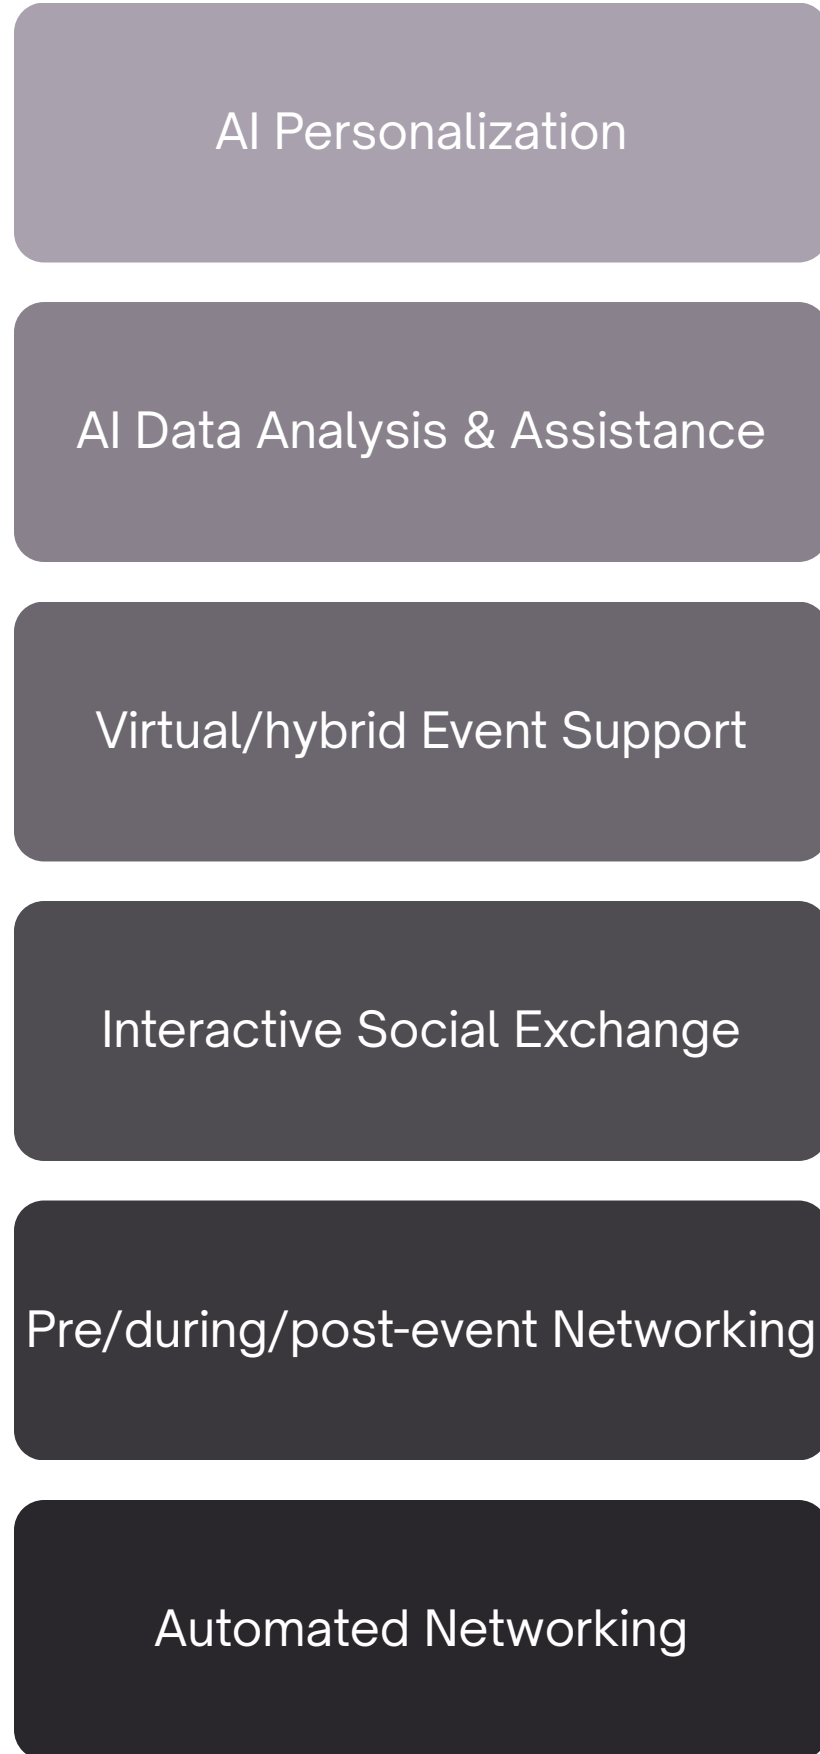 AI Personalization
AI Data Analysis & Assistance
Virtual/hybrid Event Support
Interactive Social Exchange
Pre/during/post-event Networking
Automated Networking